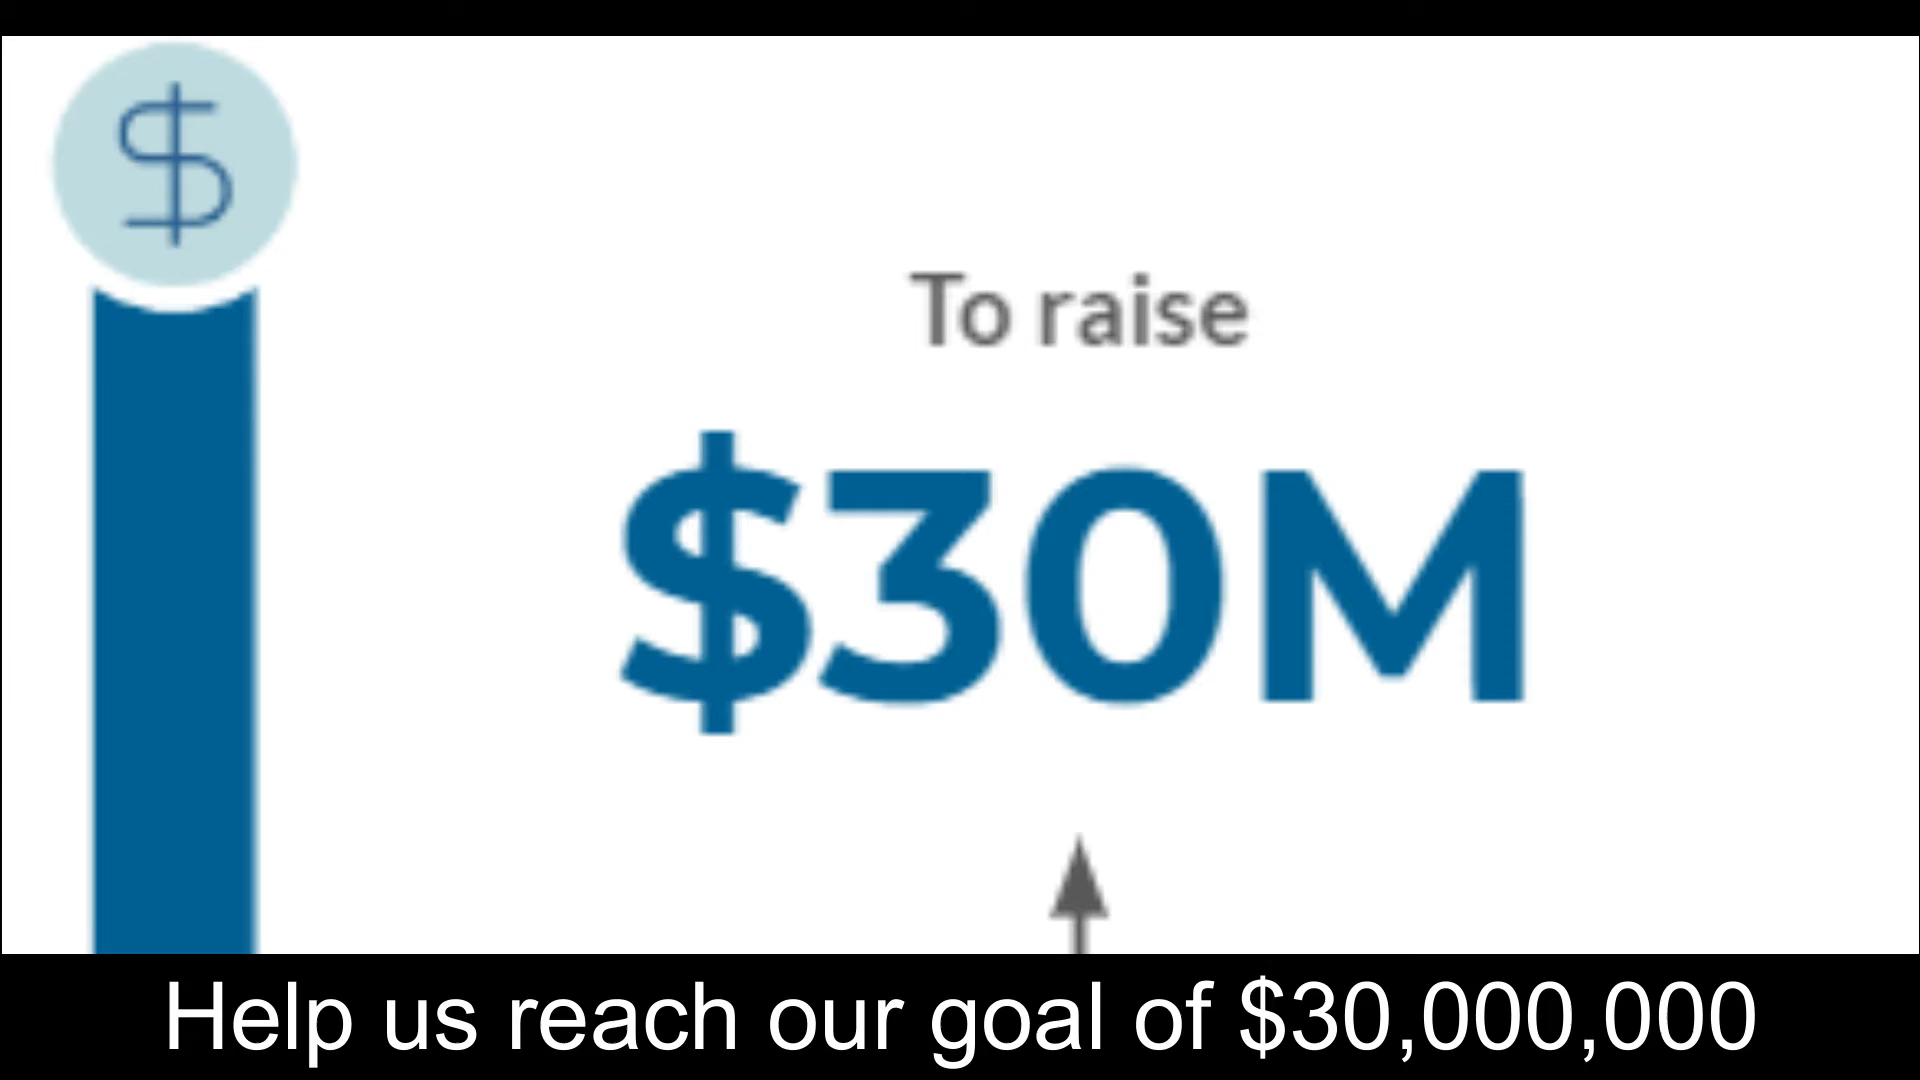 $
To raise
$30M
Help us reach our goal of $30,000,000